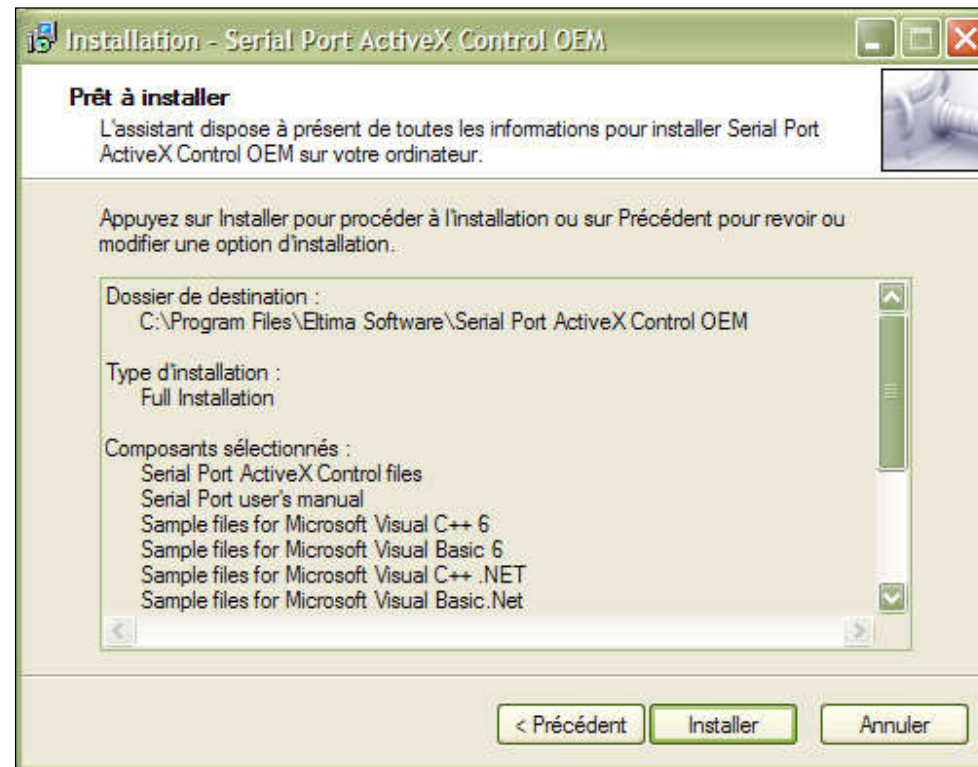 Installation - Serial Port ActiveX Control OEM
Prêt à installer
L'assistant dispose à présent de toutes les informations pour installer Serial Port
ActiveX Control OEM sur votre ordinateur.
Appuyez sur Installer pour procéder à l'installation ou sur Précédent pour revoir ou
modifier une option d'installation.
Dossier de destination :
C:\Program Files\Eltima Software\Serial Port ActiveX Control OEM
Type d'installation :
Full Installation
Composants sélectionnés :
Serial Port ActiveX Control files
Serial Port user's manual
Sample files for Microsoft Visual C++ 6
Sample files for Microsoft Visual Basic 6
Sample files for Microsoft Visual C++ .NET
Sample files for Microsoft Visual Basic.Net
< Précédent Installer Annuler